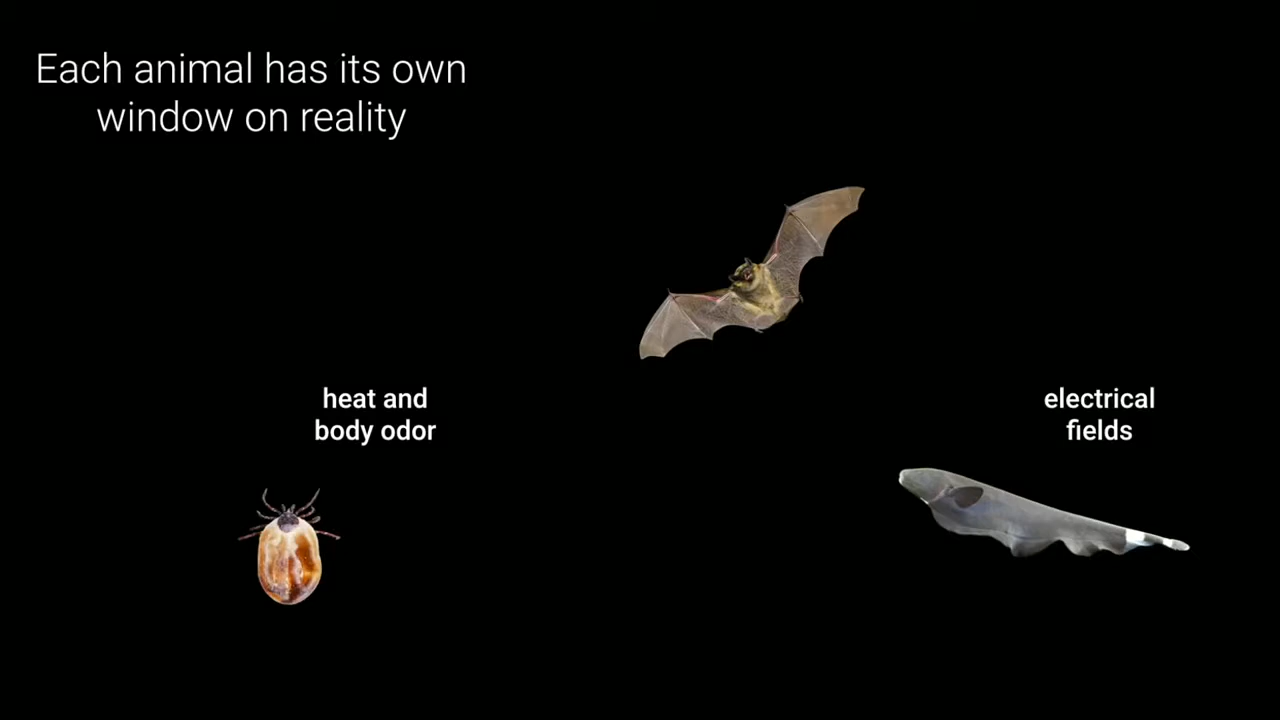 Each animal has its own
window on reality
heat and
body odor
electrical
fields